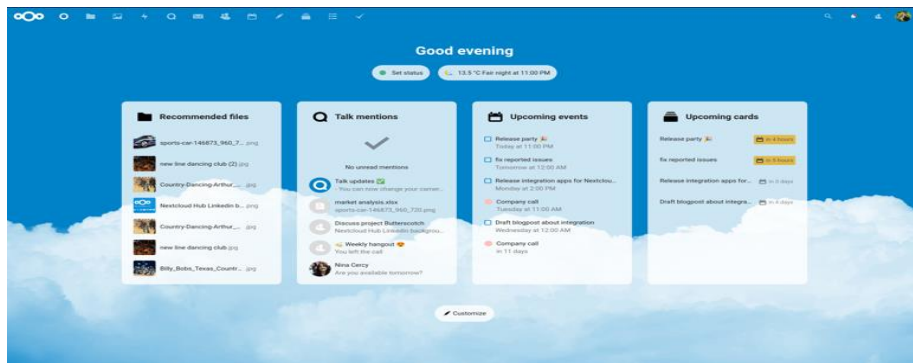 Good evening
Set status
13.5 °C Fair night at 11:00 PM
Recommended files
sports-car-146873_960_7... .png
new line dancing club (2).jpg
Country-Dancing-Arthur_... .jpg
Nextcloud Hub Linkedin b... .png
Country-Dancing-Arthur_... .jpg
new line dancing club.jpg
Billy_Bobs_Texas_Countr... .jpg
Talk mentions
No unread mentions
Talk updates ✅
- You can now change your owner...
market analysis.xlsx
sports-car-146873_960_720.png
Discuss project Butterscotch
Nextcloud Hub Linkedin backgrou...
Weekly hangout 😍
You left the call
Nina Cercy
Are you available tomorrow?
Upcoming events
Release party 🎉
Today at 11:00 PM
fix reported issues
Tomorrow at 12:00 AM
Release integration apps for Nextclou...
Monday at 2:00 PM
Company call
Tuesday at 11:00 AM
Draft blogpost about integration
Wednesday at 12:00 AM
Company call
in 11 days
Upcoming cards
Release party 🎉
in 4 hours
fix reported issues
in 5 hours
Release integration apps for...
in 3 days
Draft blogpost about integra...
in 4 days
Customize